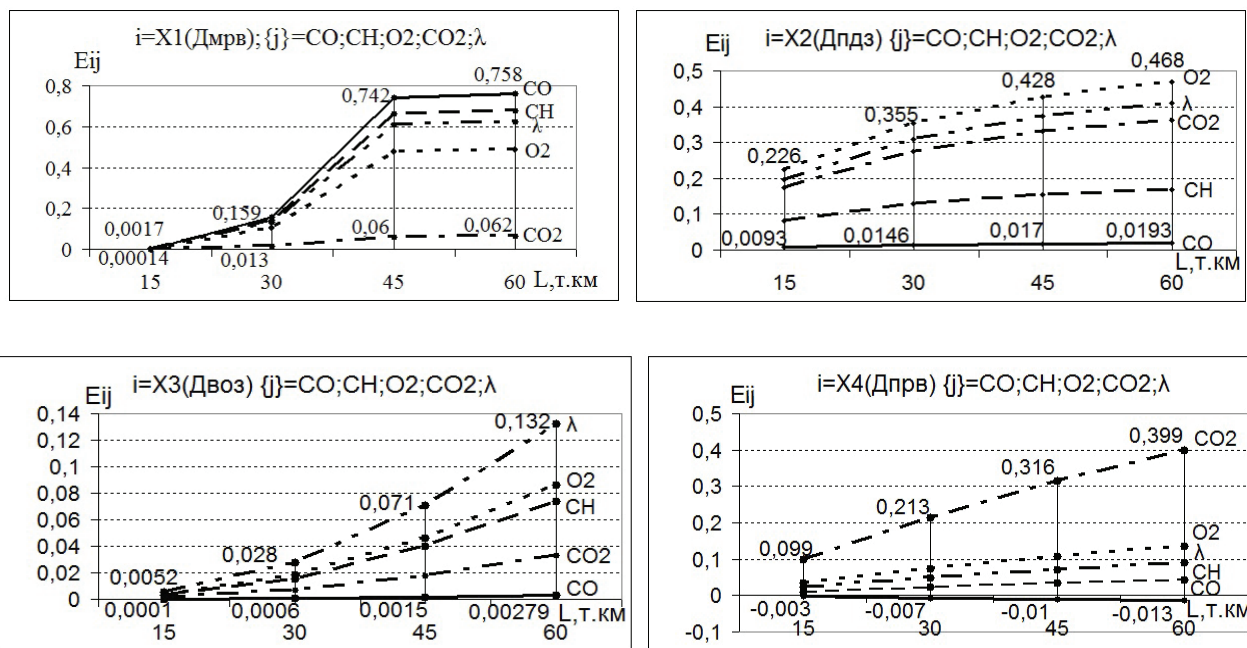 i=X1(Дмрв); {j}=CO;CH;O2;CO2;λ
Eij
0,8
0,6
0,4
0,2
0
0,0017
0,00014
0,159
0,013
0,742
0,06
0,758
0,062
CO
CH
λ
O2
CO2
15
30
45
60
L,т.км
i=X2(Дпдз) {j}=CO;CH;O2;CO2;λ
Eij
0,5
0,4
0,3
0,2
0,1
0
0,226
0,355
0,428
0,468
0,0093
0,0146
0,017
0,0193
O2
λ
CO2
CH
CO
L,т.км
15
30
45
60
i=X3(Двоз) {j}=CO;CH;O2;CO2;λ
Eij
0,14
0,12
0,1
0,08
0,06
0,04
0,02
0
0,0052
0,028
0,071
0,132
0,0001
0,0006
0,0015
0,00279
λ
O2
CH
CO2
CO
L,т.км
15
30
45
60
i=X4(Дпрв) {j}=CO;CH;O2;CO2;λ
Eij
0,5
0,4
0,3
0,2
0,1
0
-0,1
0,099
0,213
0,316
0,399
-0,003
-0,007
-0,01
-0,013
CO2
O2
λ
CH
CO
L,т.км
15
30
45
60